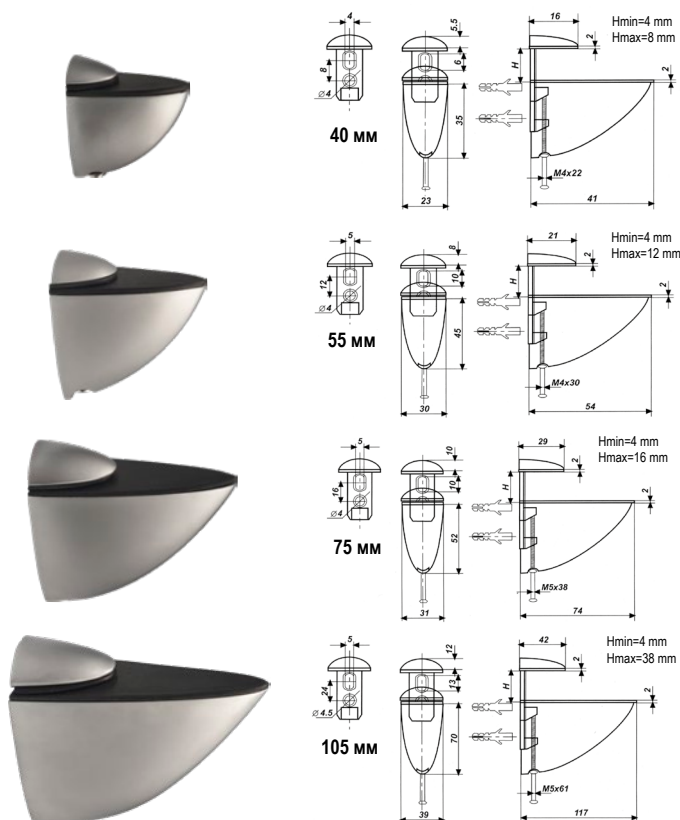 4
5.5
16
2
Hmin=4 mm
Hmax=8 mm
8
6
H
2
Ø4
40 мм
35
M4x22
23
41
5
8
21
2
Hmin=4 mm
Hmax=12 mm
12
10
H
2
Ø4
55 мм
45
M4x30
30
54
5
10
29
2
Hmin=4 mm
Hmax=16 mm
16
10
H
2
Ø4
75 мм
52
M5x38
31
74
5
12
42
2
Hmin=4 mm
Hmax=38 mm
24
13
H
2
Ø4.5
105 мм
70
M5x61
39
117